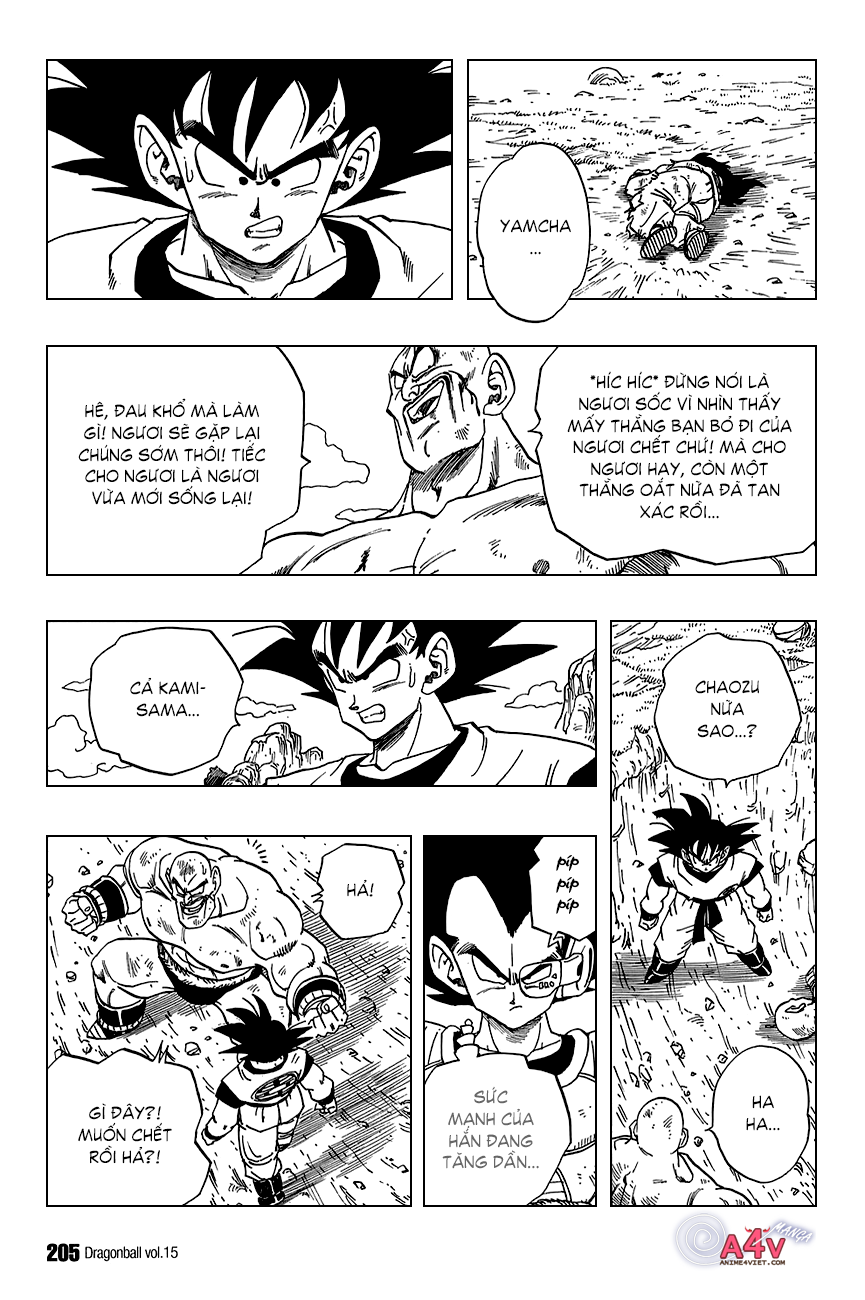 YAMCHA
...
*HÍC HÍC* ĐỪNG NÓI LÀ
NGƯƠI SỐC VÌ NHÌN THẤY
MẤY THẰNG BẠN BỎ ĐI CỦA
NGƯƠI CHẾT CHỨ! MÀ CHO
NGƯƠI HAY, CÒN MỘT
THẰNG OẮT NỮA ĐÃ TAN
XÁC RỒI...
HÊ, ĐAU KHỔ MÀ LÀM
GÌ! NGƯƠI SẼ GẶP LẠI
CHÚNG SỚM THÔI! TIẾC
CHO NGƯƠI LÀ NGƯƠI
VỪA MỚI SỐNG LẠI!
CHAOZU
NỮA
SAO...?
HA
HA...
CẢ KAMI-
SAMA...
píp
píp
píp
SỨC
MẠNH CỦA
HẮN ĐANG
TĂNG DẦN...
HẢ!
GÌ ĐÂY?!
MUỐN CHẾT
RỒI HẢ?!
205 Dragonball vol.15
A4V MANGA
ANIME4VIET.COM